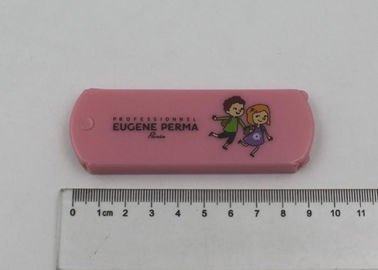 PROFESSIONNEL
EUGENE PERMA
Paris
0 1cm 2 3 4 5 6 7 8 9 10 11